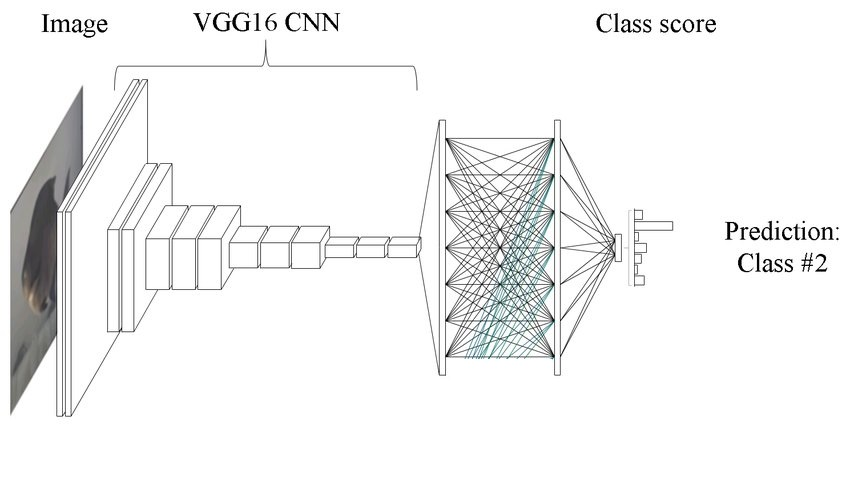 Image
VGG16 CNN
Class score
Prediction:
Class #2